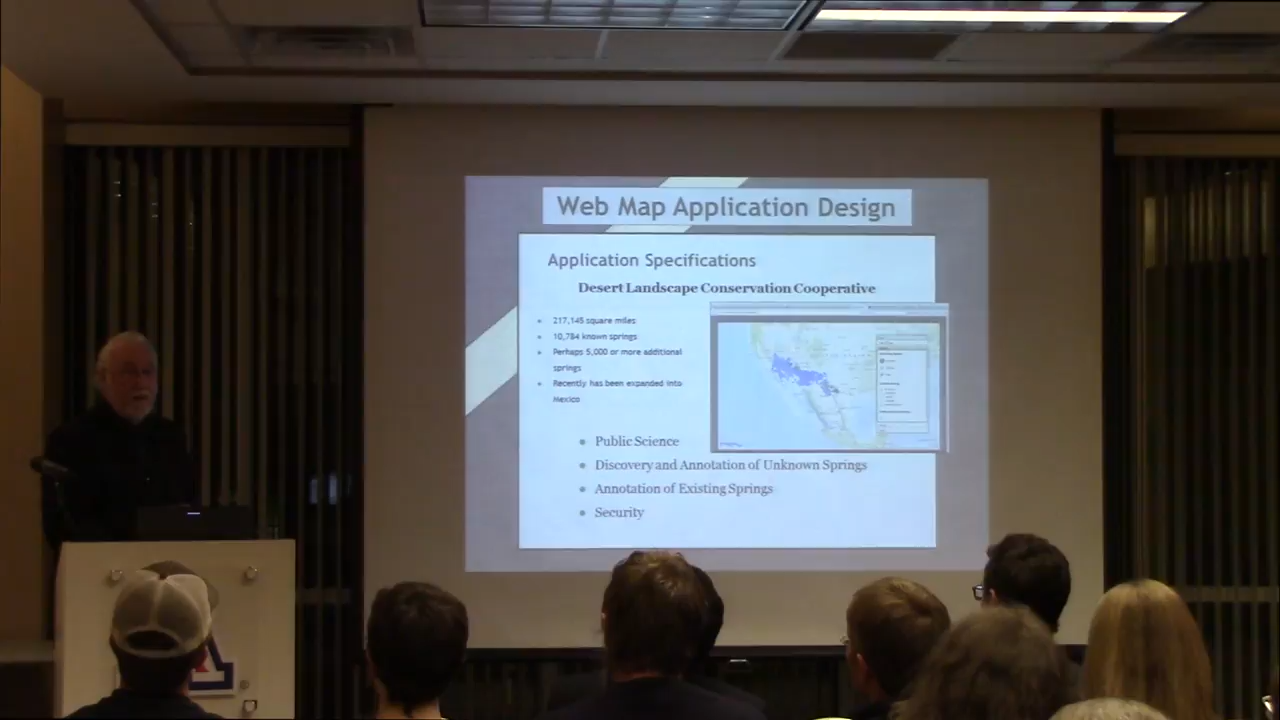 Web Map Application Design
Application Specifications
Desert Landscape Conservation Cooperative
• 217,145 square miles
• 10,784 known springs
• Perhaps 5,000 or more additional
springs
• Recently has been expanded into
Mexico
• Public Science
• Discovery and Annotation of Unknown Springs
• Annotation of Existing Springs
• Security
A